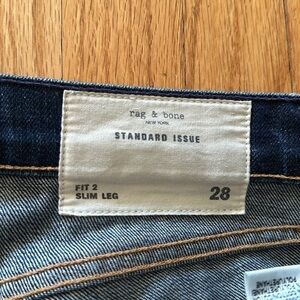 rag & bone
NEW YORK
STANDARD ISSUE
FIT 2
SLIM LEG
28